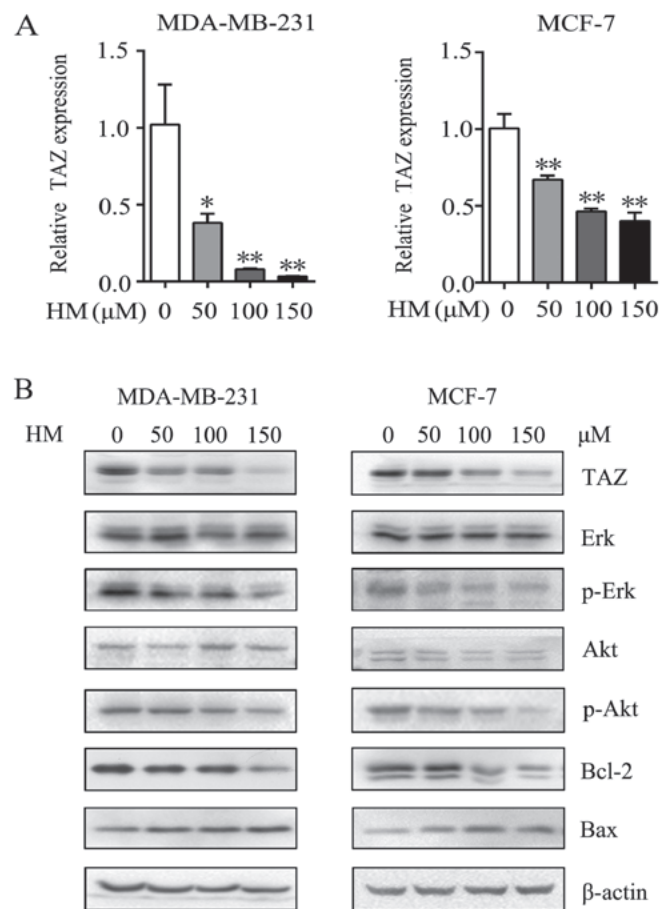 A
MDA-MB-231
MCF-7
Relative TAZ expression
1.5
1.0
0.5
0.0
*
**
**
HM (μM) 0 50 100 150
Relative TAZ expression
1.5
1.0
0.5
0.0
**
**
**
HM (μM) 0 50 100 150
B
MDA-MB-231
MCF-7
HM 0 50 100 150 0 50 100 150 μM
TAZ
Erk
p-Erk
Akt
p-Akt
Bcl-2
Bax
β-actin